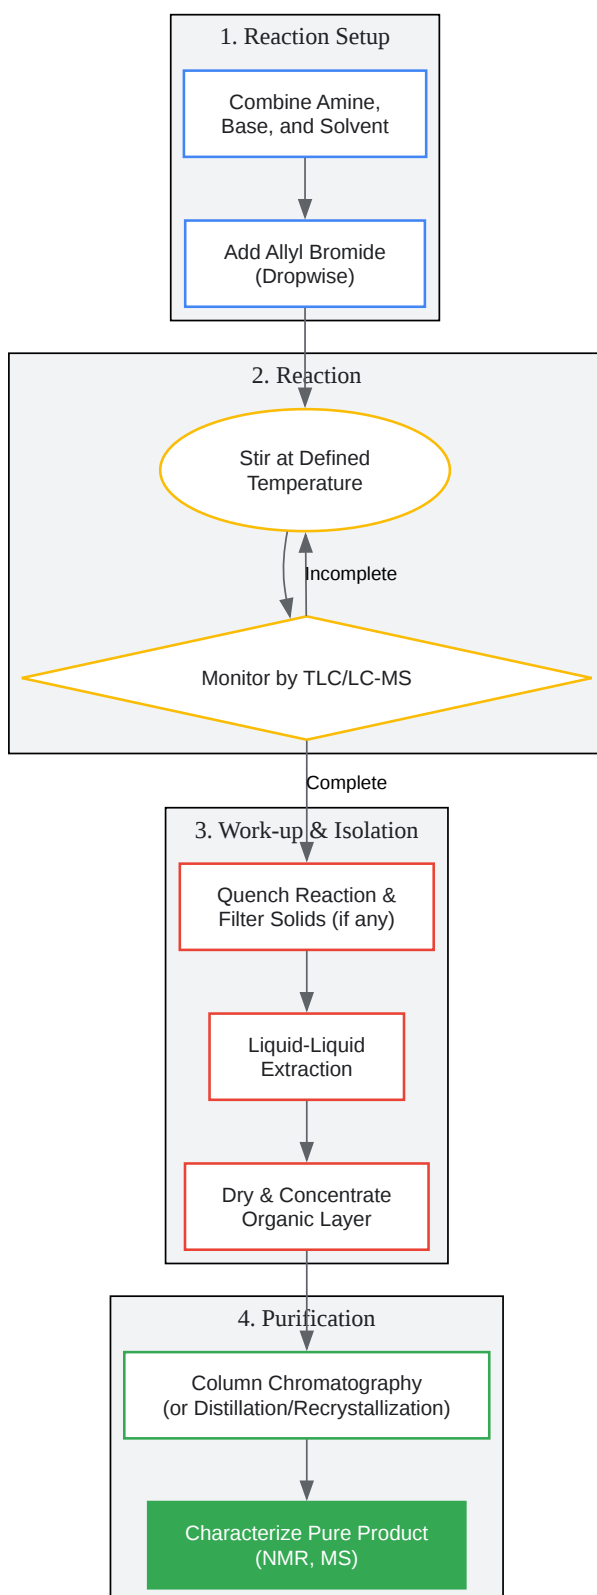 1. Reaction Setup
Combine Amine,
Base, and Solvent
Add Allyl Bromide
(Dropwise)
2. Reaction
Stir at Defined
Temperature
Incomplete
Monitor by TLC/LC-MS
Complete
3. Work-up & Isolation
Quench Reaction &
Filter Solids (if any)
Liquid-Liquid
Extraction
Dry & Concentrate
Organic Layer
4. Purification
Column Chromatography
(or Distillation/Recrystallization)
Characterize Pure Product
(NMR, MS)